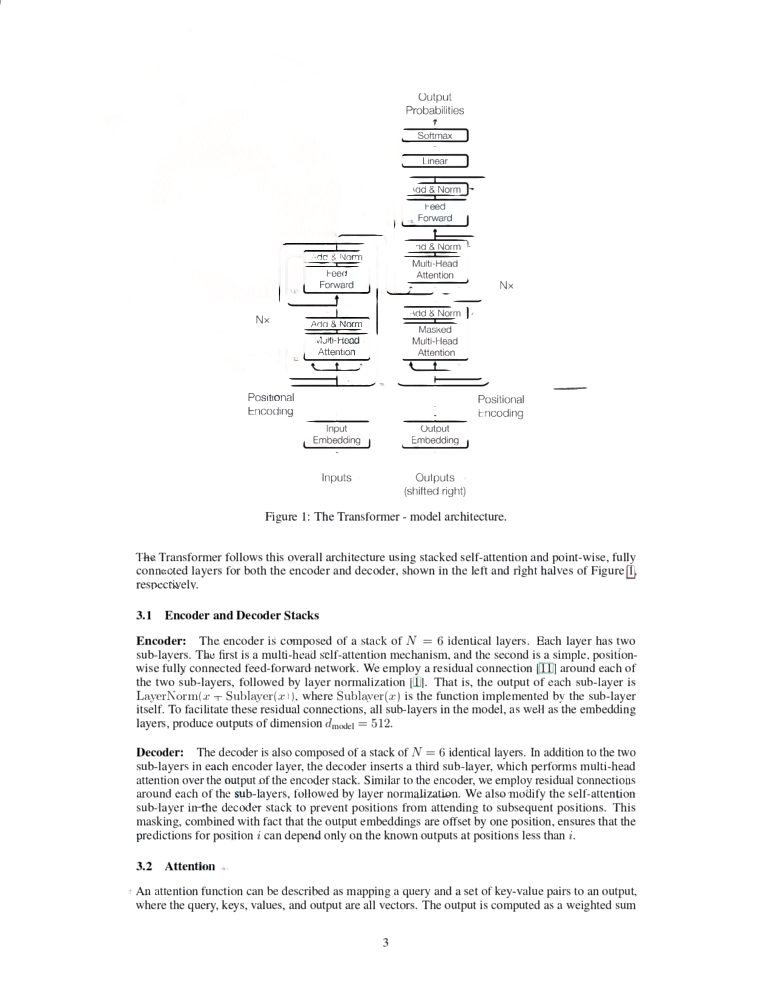 Output
Probabilities
Softmax
Linear
Add & Norm
Feed
Forward
Add & Norm
Multi-Head
Attention
Add & Norm
Feed
Forward
Nx
Add & Norm
Masked
Multi-Head
Attention
Nx
Add & Norm
Multi-Head
Attention
Positional
Encoding
Positional
Encoding
Input
Embedding
Output
Embedding
Inputs
Outputs
(shifted right)
Figure 1: The Transformer - model architecture.
The Transformer follows this overall architecture using stacked self-attention and point-wise, fully
connected layers for both the encoder and decoder, shown in the left and right halves of Figure 1,
respectively.
3.1 Encoder and Decoder Stacks
Encoder: The encoder is composed of a stack of N = 6 identical layers. Each layer has two
sub-layers. The first is a multi-head self-attention mechanism, and the second is a simple, position-
wise fully connected feed-forward network. We employ a residual connection [11] around each of
the two sub-layers, followed by layer normalization [1]. That is, the output of each sub-layer is
LayerNorm(x + Sublayer(x)), where Sublayer(x) is the function implemented by the sub-layer
itself. To facilitate these residual connections, all sub-layers in the model, as well as the embedding
layers, produce outputs of dimension d_model = 512.
Decoder: The decoder is also composed of a stack of N = 6 identical layers. In addition to the two
sub-layers in each encoder layer, the decoder inserts a third sub-layer, which performs multi-head
attention over the output of the encoder stack. Similar to the encoder, we employ residual connections
around each of the sub-layers, followed by layer normalization. We also modify the self-attention
sub-layer in the decoder stack to prevent positions from attending to subsequent positions. This
masking, combined with fact that the output embeddings are offset by one position, ensures that the
predictions for position i can depend only on the known outputs at positions less than i.
3.2 Attention
An attention function can be described as mapping a query and a set of key-value pairs to an output,
where the query, keys, values, and output are all vectors. The output is computed as a weighted sum
3